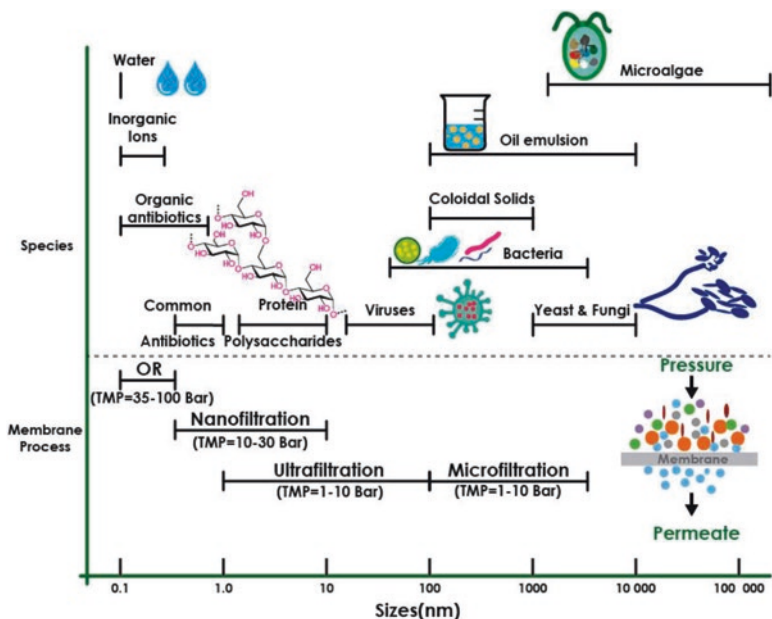 Water
Microalgae
Inorganic
Ions
Oil emulsion
Organic
antibiotics
CH₂OH
HO
OH
Coloidal Solids
Species
Bacteria
Common
Antibiotics
Protein
Polysaccharides
Viruses
Yeast & Fungi
OR
(TMP=35-100 Bar)
Pressure
Membrane
Process
Nanofiltration
(TMP=10-30 Bar)
Ultrafiltration
(TMP=1-10 Bar)
Microfiltration
(TMP=1-10 Bar)
Membrane
Permeate
0.1 1.0 10 100 1000 10 000 100 000
Sizes(nm)